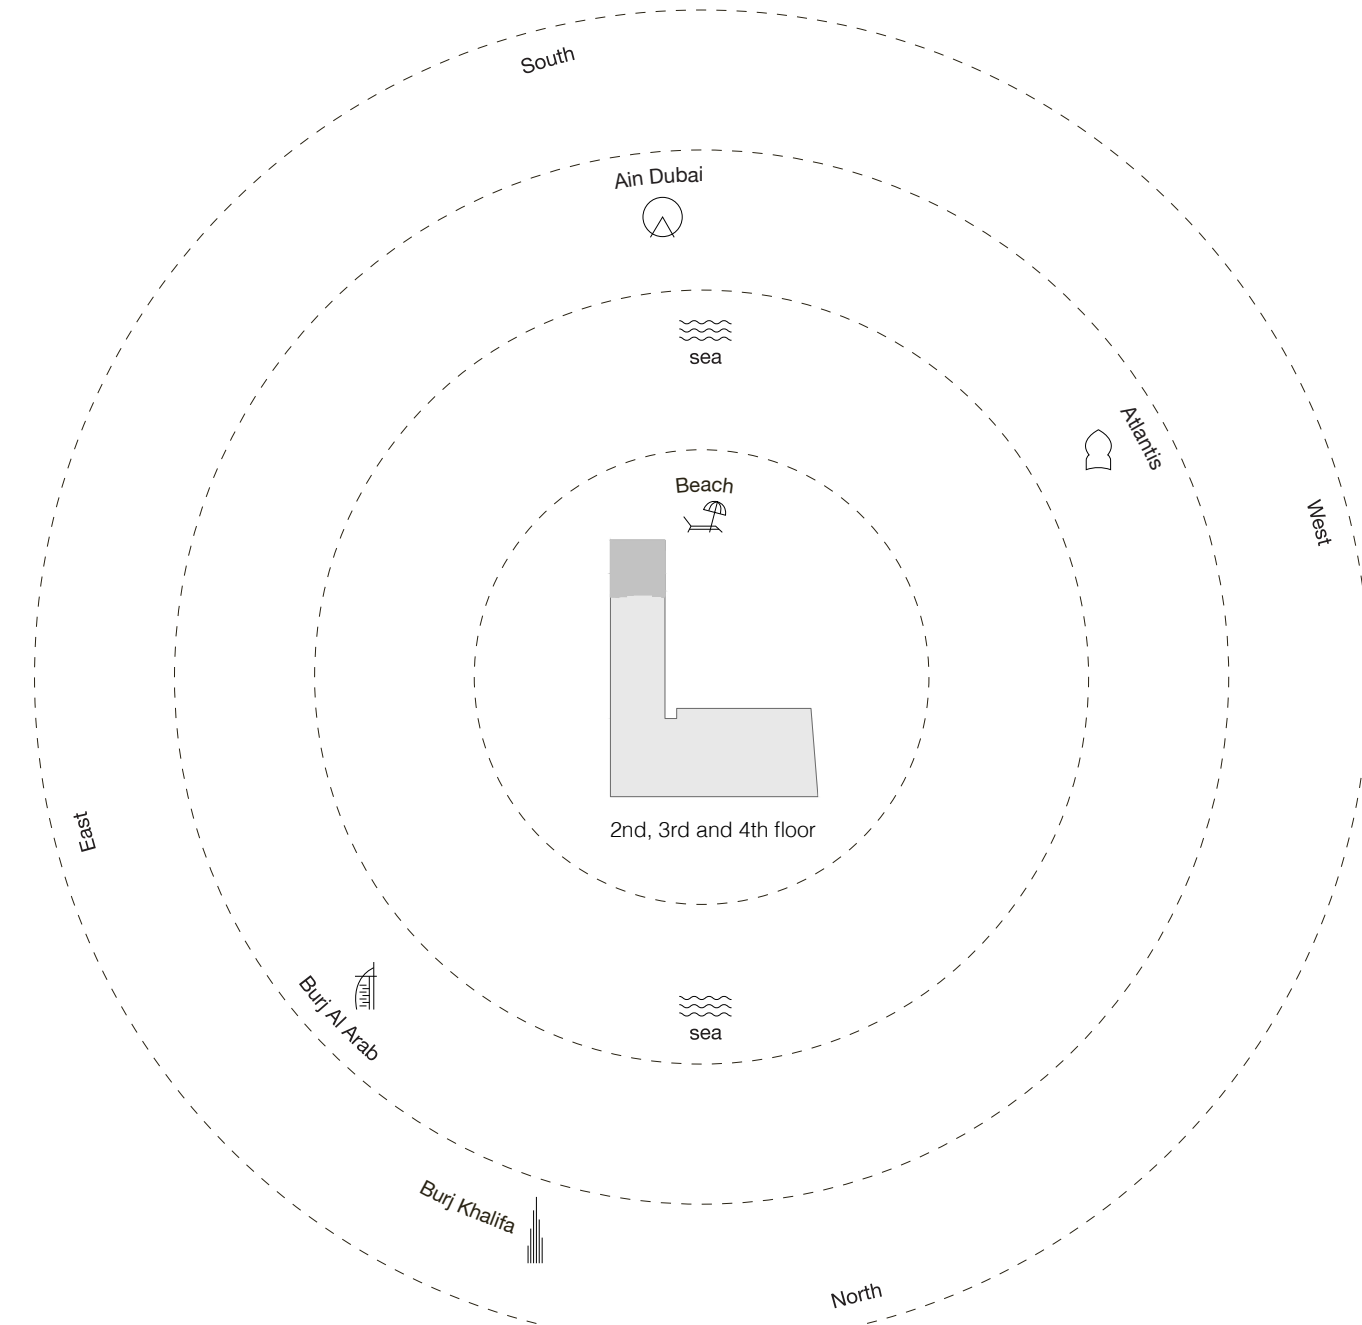 South
Ain Dubai
sea
Atlantis
Beach
West
2nd, 3rd and 4th floor
East
Burj Al Arab
sea
Burj Khalifa
North